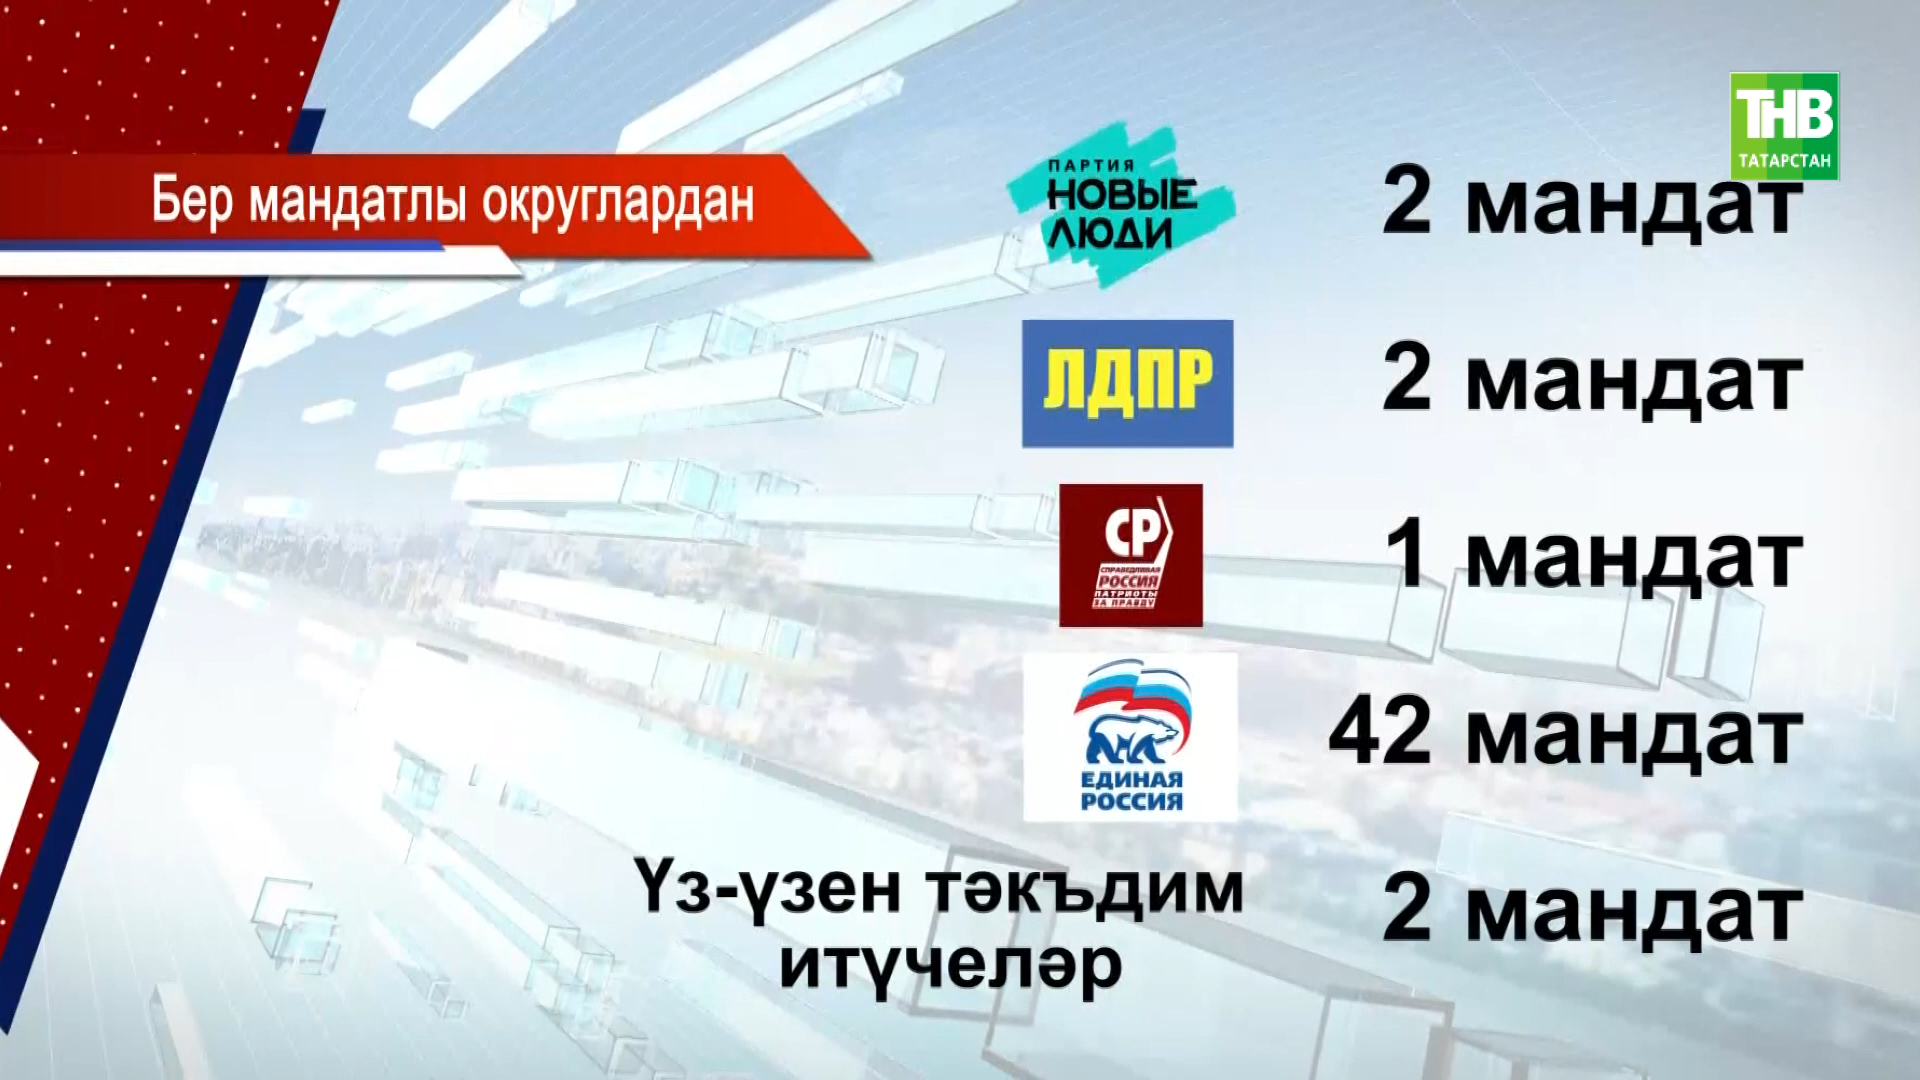 ТНВ
ТАТАРСТАН
Бер мандатлы округлардан
ПАРТИЯ
НОВЫЕ
ЛЮДИ
2 мандат
ЛДПР
2 мандат
СР
СПРАВЕДЛИВАЯ
РОССИЯ
ПАТРИОТЫ
ЗА ПРАВДУ
1 мандат
ЕДИНАЯ
РОССИЯ
42 мандат
Үз-үзен тәкъдим
итүчеләр
2 мандат